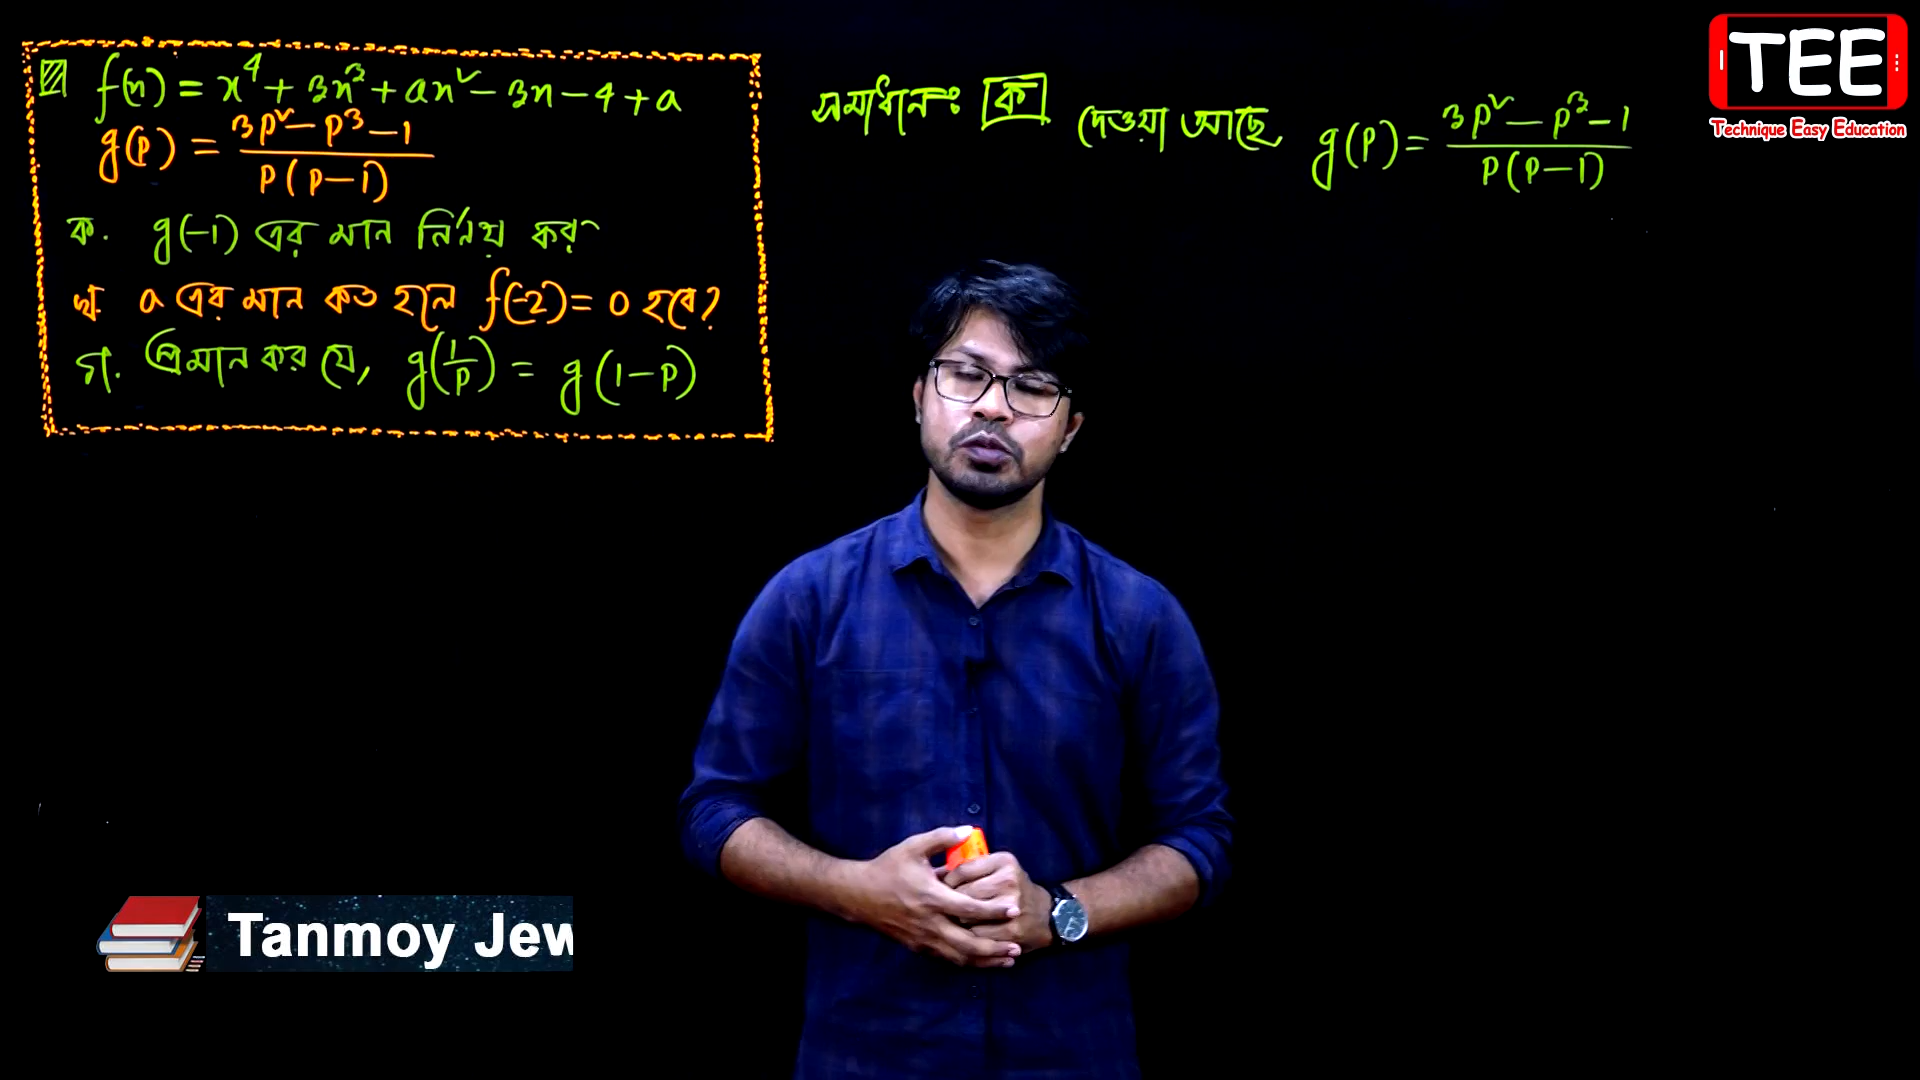 f(x) = x⁴ + 3x³ + ax² - 3x - 4 + a
g(p) = 3p² - p³ - 1 / p(p-1)
ক. g(-1) এর মান নির্ণয় কর
খ. a এর মান কত হলে f(-2) = 0 হবে?
গ. প্রমান কর যে, g(1/p) = g(1-p)
সমাধানঃ ক দেওয়া আছে, g(p) = 3p² - p³ - 1 / p(p-1)
TEE
Technique Easy Education
Tanmoy Jew